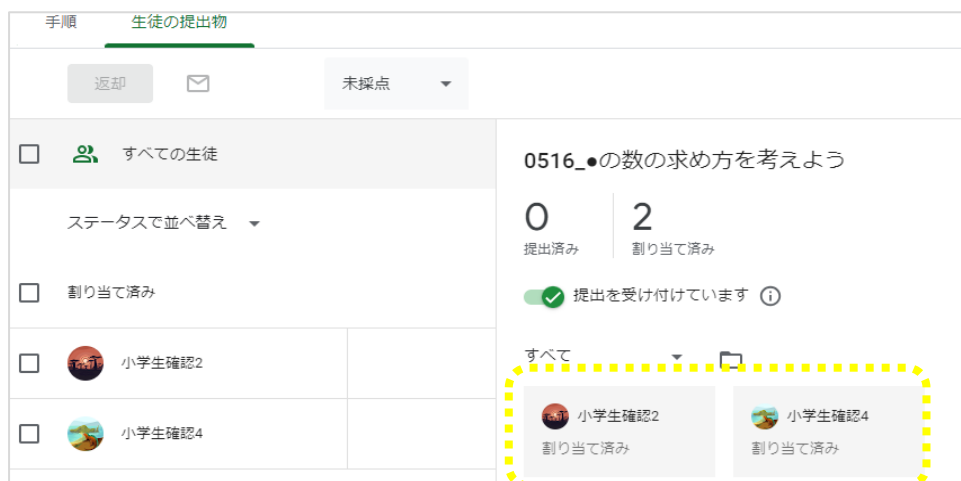 手順 生徒の提出物
返却 未採点
すべての生徒
ステータスで並べ替え
割り当て済み
小学生確認2
小学生確認4
0516_●の数の求め方を考えよう
0 2
提出済み 割り当て済み
提出を受け付けています
すべて
小学生確認2 小学生確認4
割り当て済み 割り当て済み